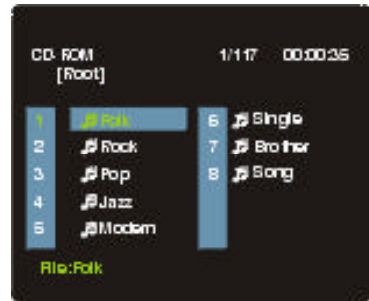 CD-ROM 1/117 00:00:35
[Root]
1 Folk
2 Rock
3 Pop
4 Jazz
5 Modern
6 Single
7 Brother
8 Song
File:Folk